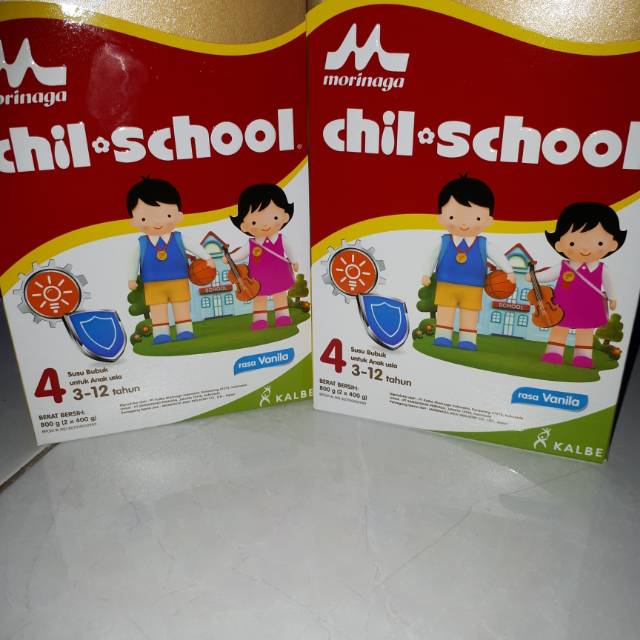 morinaga
chil school
SCHOOL
4
Susu Bubuk
untuk Anak usia
3-12 tahun
rasa Vanila
BERAT BERSIH:
800 g (2 x 400 g)
KALBE
morinaga
chil school
SCHOOL
4
Susu Bubuk
untuk Anak usia
3-12 tahun
rasa Vanila
BERAT BERSIH:
800 g (2 x 400 g)
KALBE